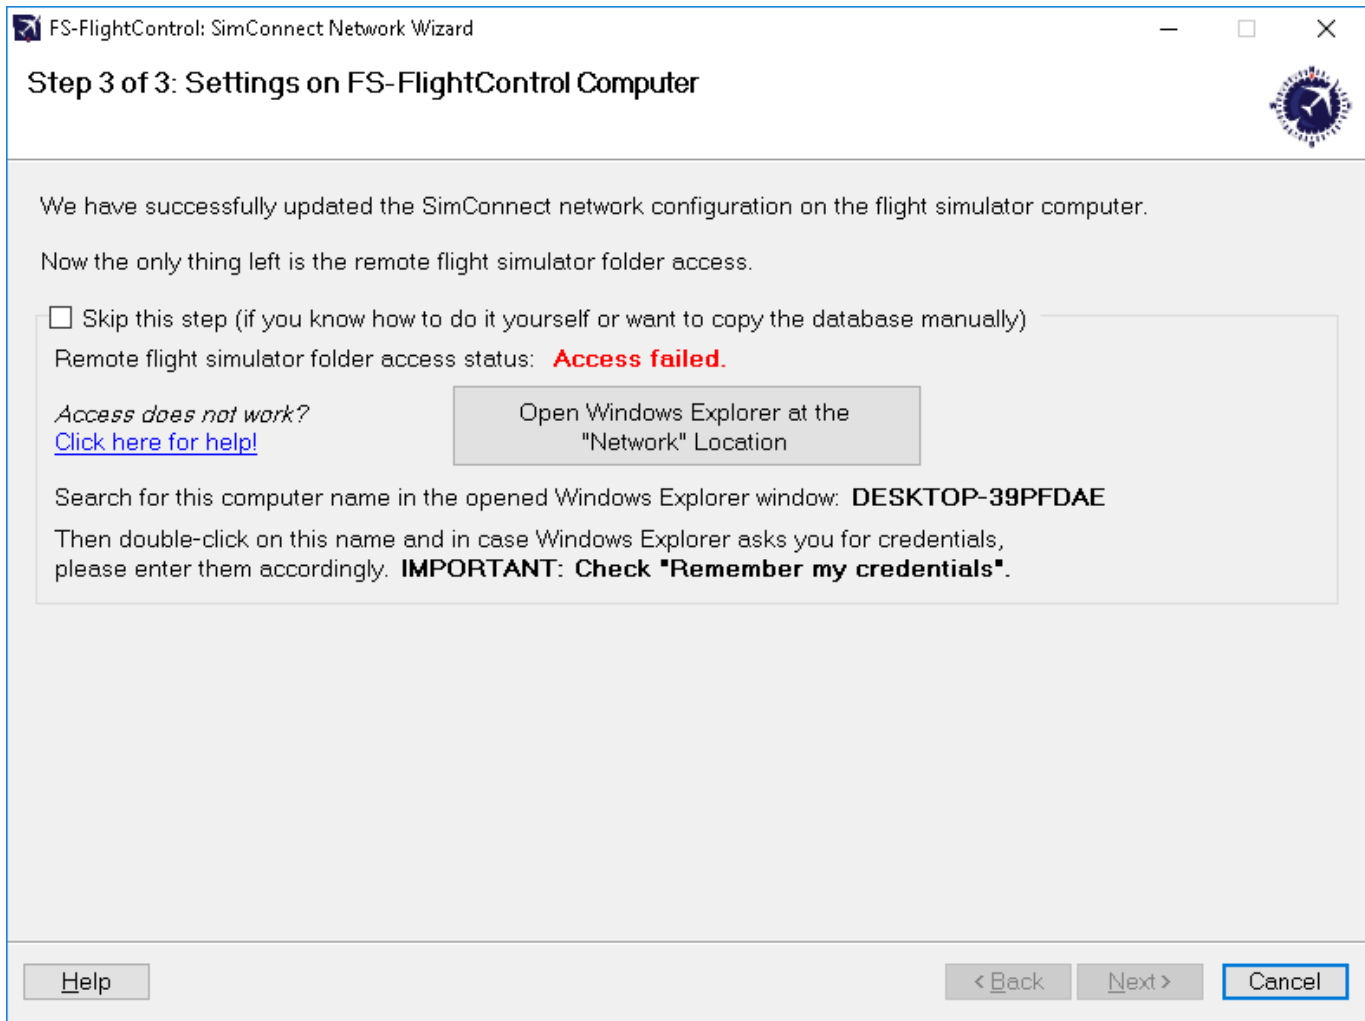 FS-FlightControl: SimConnect Network Wizard
Step 3 of 3: Settings on FS-FlightControl Computer
We have successfully updated the SimConnect network configuration on the flight simulator computer.
Now the only thing left is the remote flight simulator folder access.
Skip this step (if you know how to do it yourself or want to copy the database manually)
Remote flight simulator folder access status: Access failed.
Access does not work?
Click here for help!
Open Windows Explorer at the
"Network" Location
Search for this computer name in the opened Windows Explorer window: DESKTOP-39PFDAE
Then double-click on this name and in case Windows Explorer asks you for credentials,
please enter them accordingly. IMPORTANT: Check "Remember my credentials".
Help
< Back
Next >
Cancel